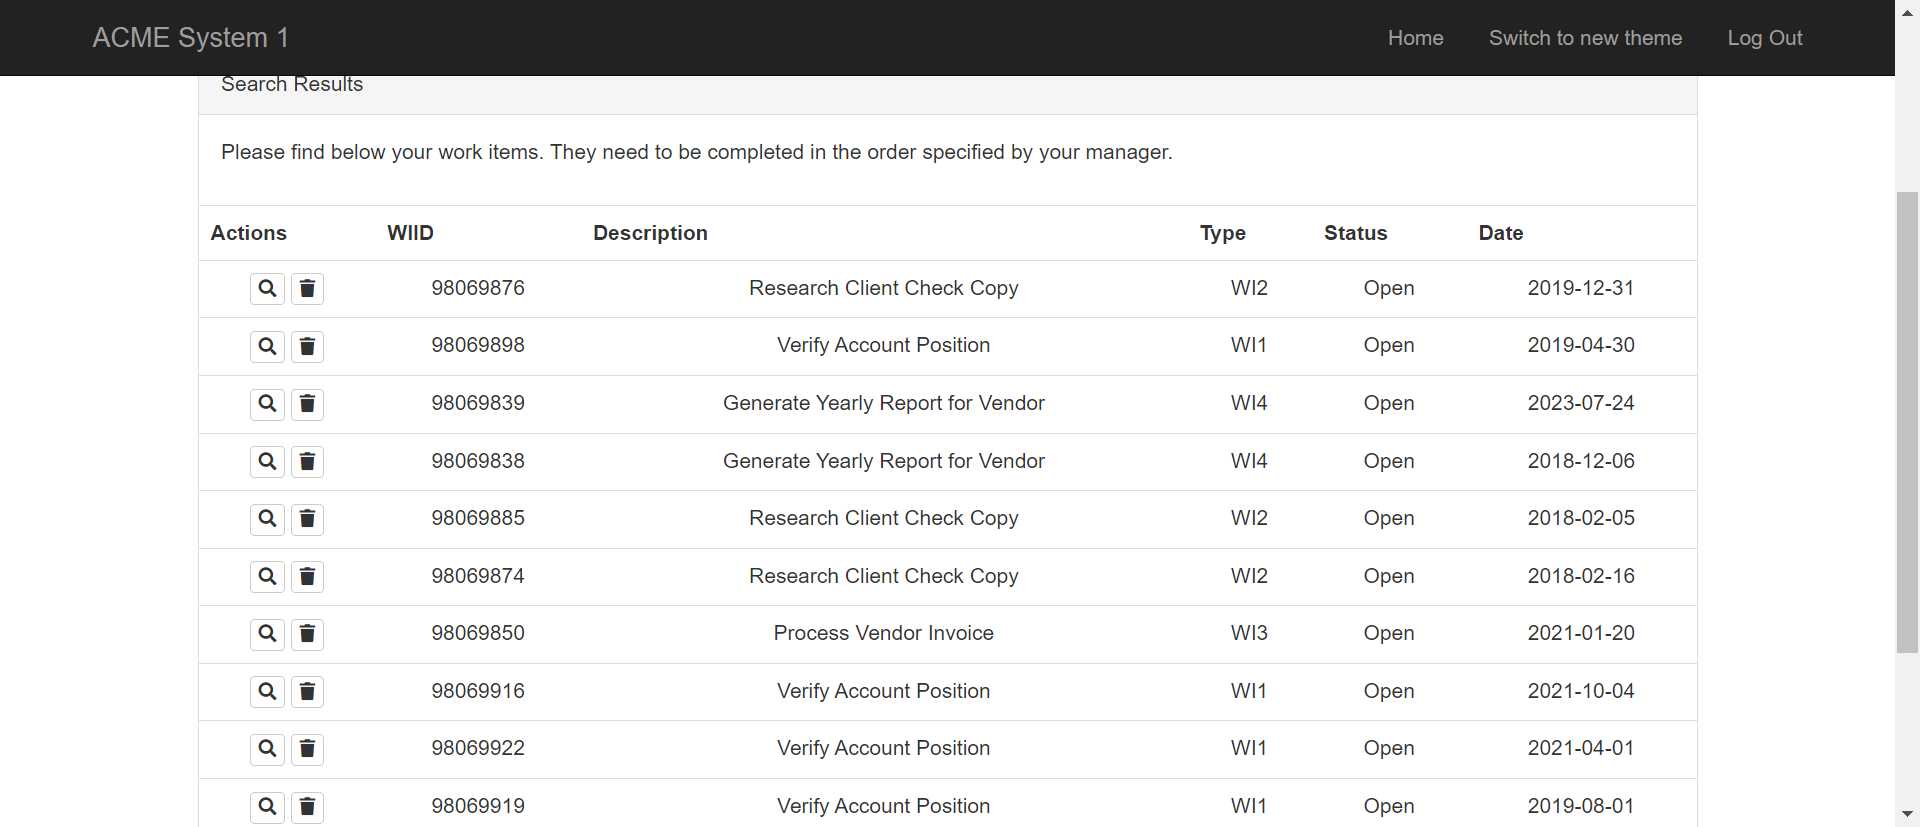 ACME System 1 Home Switch to new theme Log Out
Search Results
Please find below your work items. They need to be completed in the order specified by your manager.
Actions WIID Description Type Status Date
98069876 Research Client Check Copy WI2 Open 2019-12-31
98069898 Verify Account Position WI1 Open 2019-04-30
98069839 Generate Yearly Report for Vendor WI4 Open 2023-07-24
98069838 Generate Yearly Report for Vendor WI4 Open 2018-12-06
98069885 Research Client Check Copy WI2 Open 2018-02-05
98069874 Research Client Check Copy WI2 Open 2018-02-16
98069850 Process Vendor Invoice WI3 Open 2021-01-20
98069916 Verify Account Position WI1 Open 2021-10-04
98069922 Verify Account Position WI1 Open 2021-04-01
98069919 Verify Account Position WI1 Open 2019-08-01